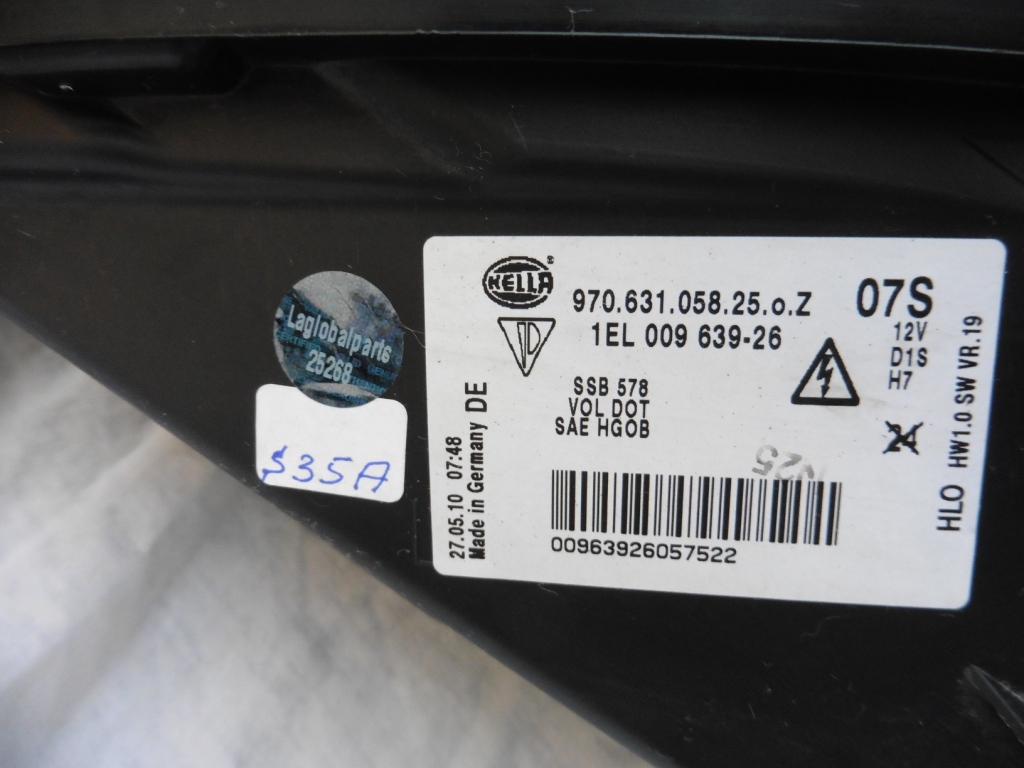 Laglobalparts
25268
$35A
HELLA
®
970.631.058.25.o.Z
1EL 009 639-26
07S
12V
D1S
H7
SSB 578
VOL DOT
SAE HGOB
27.05.10 07:48
Made in Germany DE
HLO HW1.0 SW VR.19
24
N25
00963926057522